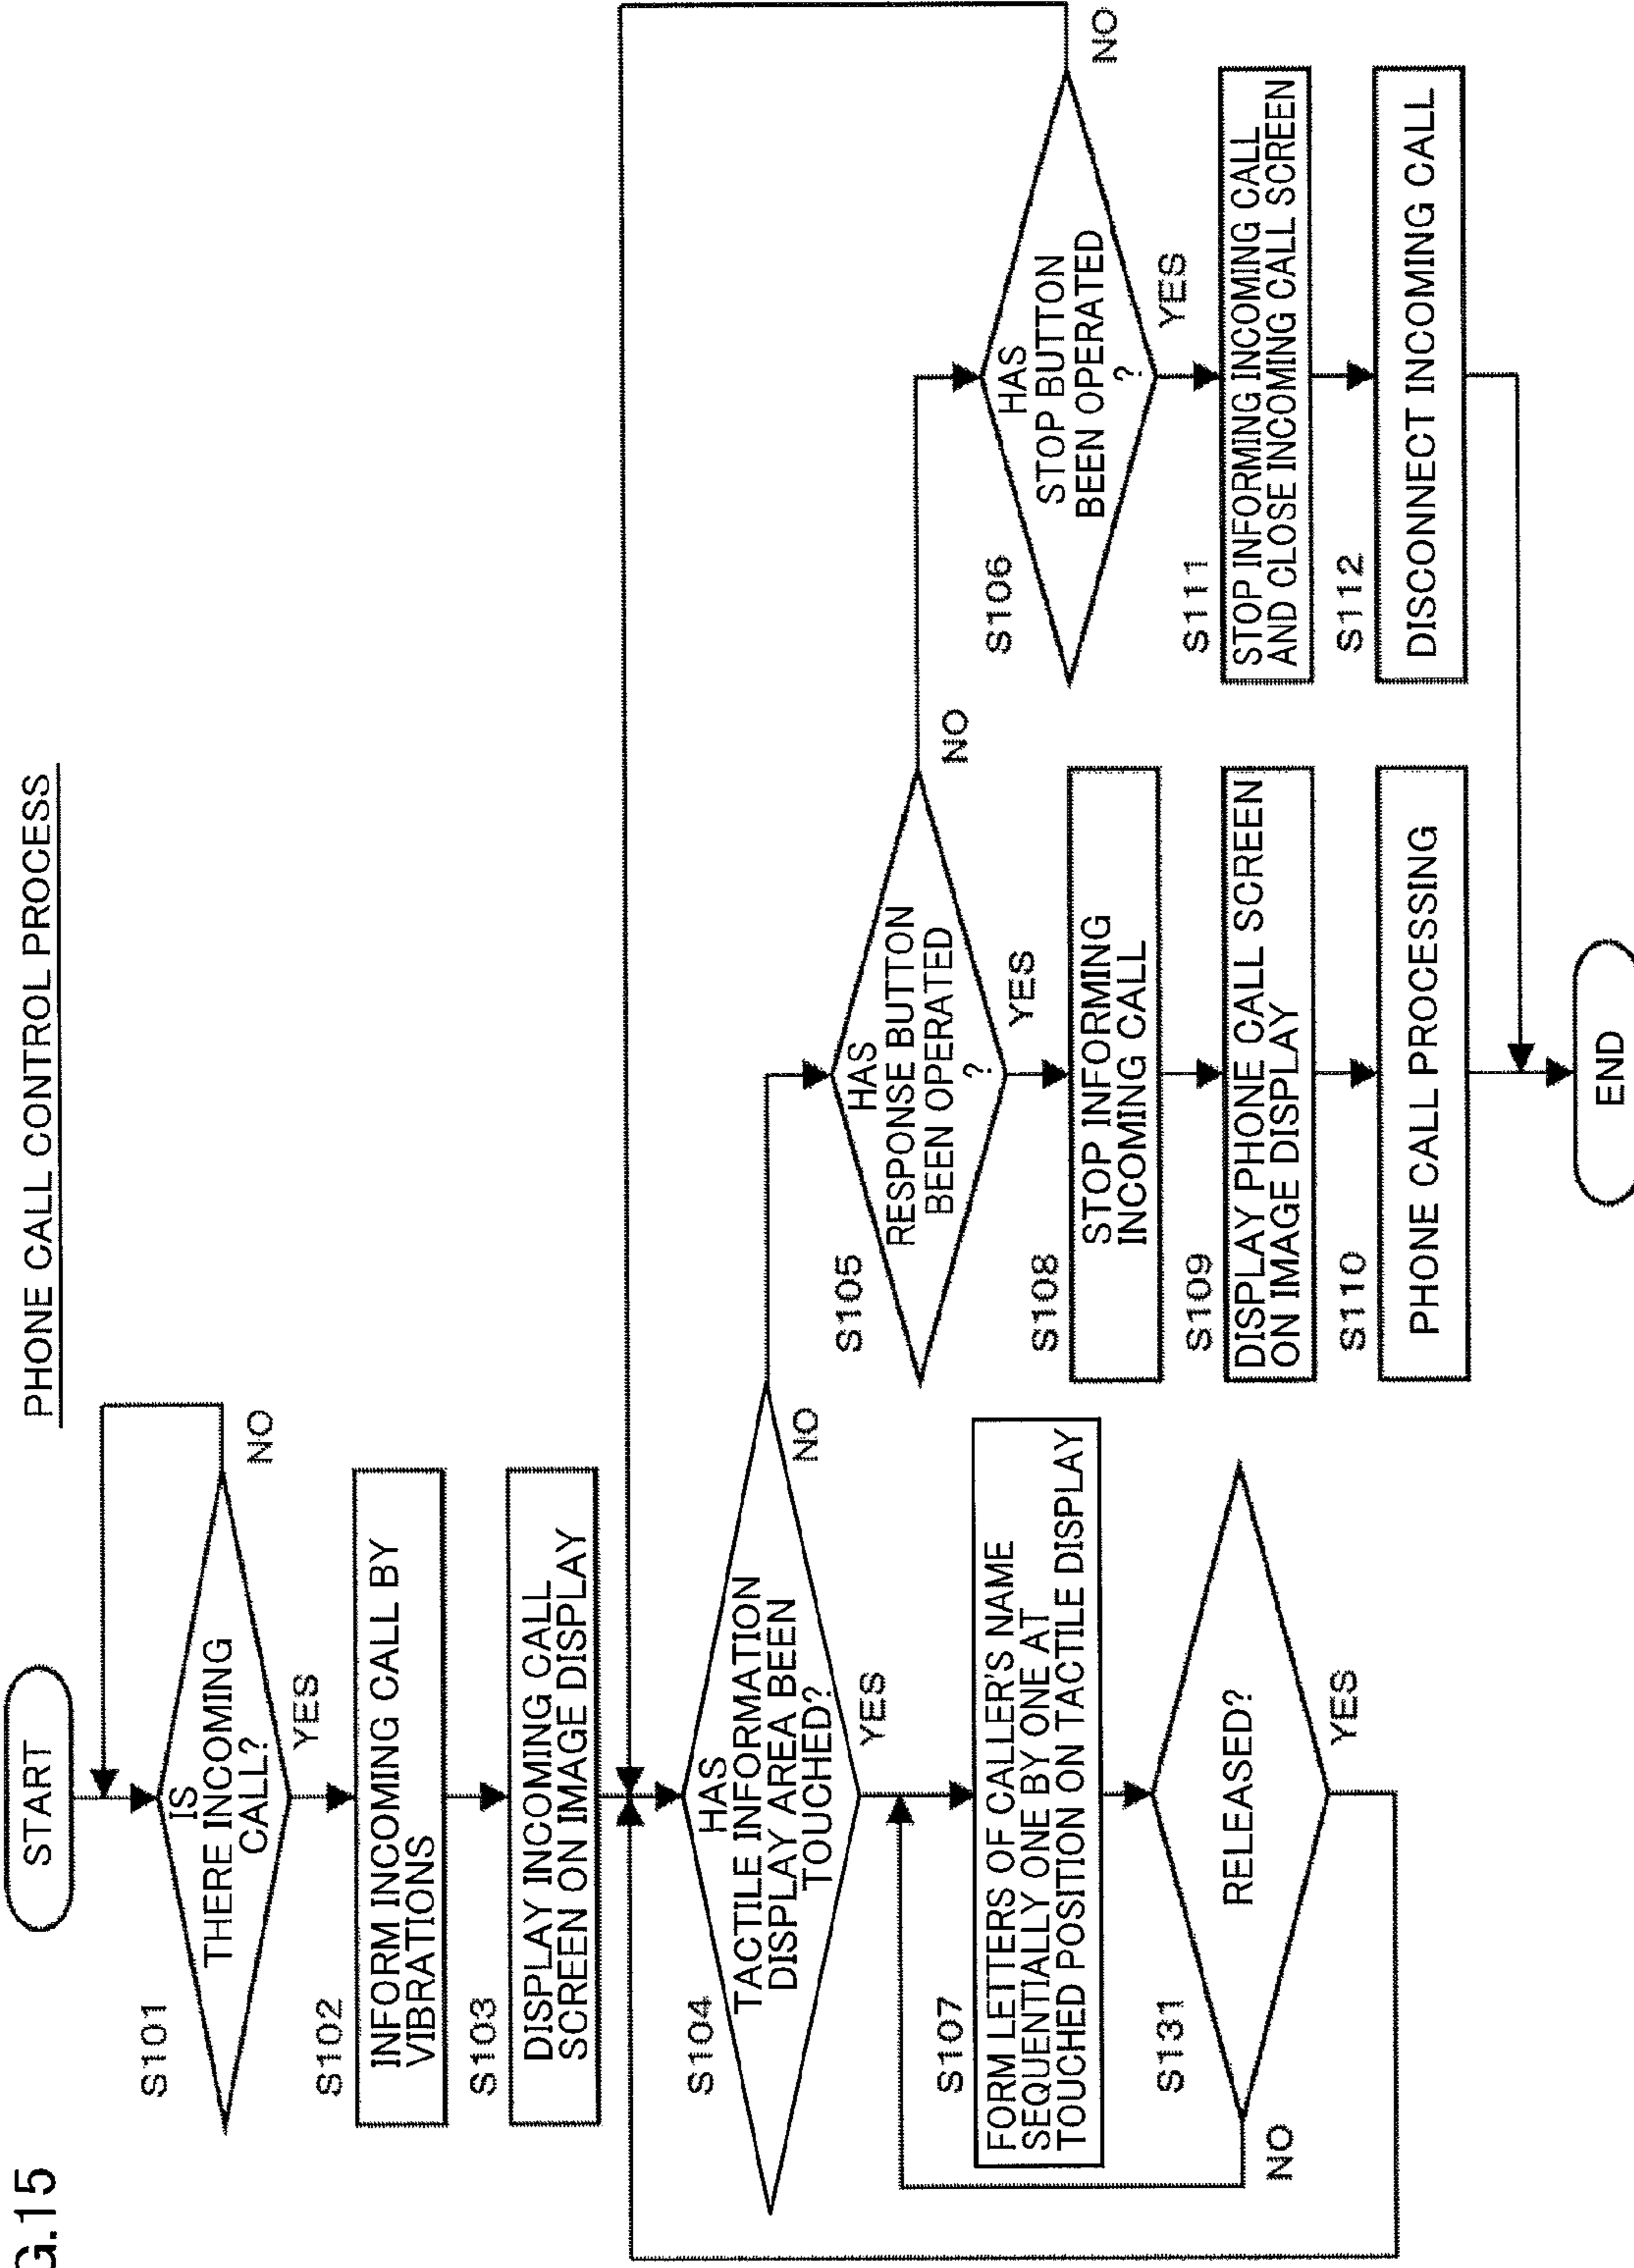 G.15
PHONE CALL CONTROL PROCESS
START
S101
IS
THERE INCOMING
CALL?
NO
YES
S102
INFORM INCOMING CALL BY
VIBRATIONS
S103
DISPLAY INCOMING CALL
SCREEN ON IMAGE DISPLAY
S104
HAS
TACTILE INFORMATION
DISPLAY AREA BEEN
TOUCHED?
NO
YES
S107
FORM LETTERS OF CALLER'S NAME
SEQUENTIALLY ONE BY ONE AT
TOUCHED POSITION ON TACTILE DISPLAY
S131
RELEASED?
NO
YES
S105
HAS
RESPONSE BUTTON
BEEN OPERATED
?
NO
YES
S108
STOP INFORMING
INCOMING CALL
S109
DISPLAY PHONE CALL SCREEN
ON IMAGE DISPLAY
S110
PHONE CALL PROCESSING
S106
HAS
STOP BUTTON
BEEN OPERATED
?
NO
YES
S111
STOP INFORMING INCOMING CALL
AND CLOSE INCOMING CALL SCREEN
S112
DISCONNECT INCOMING CALL
END